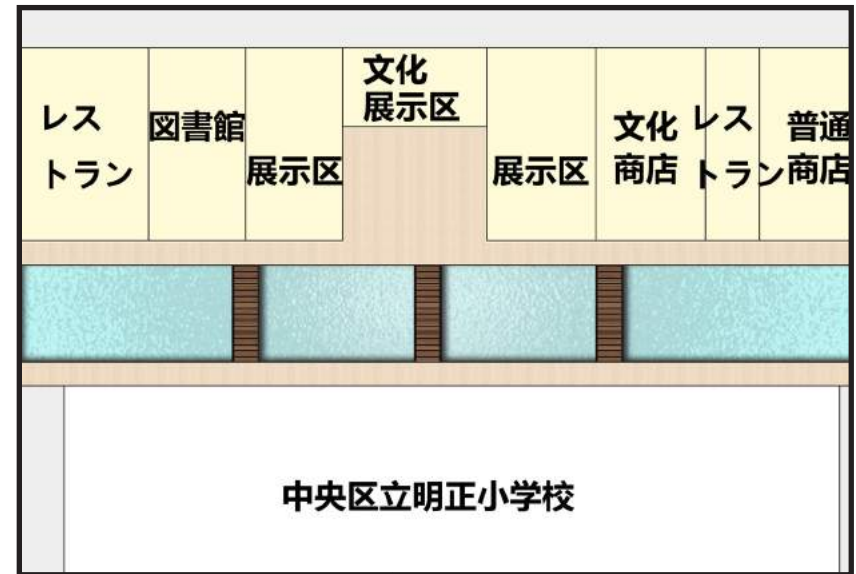 レス
トラン
図書館
展示区
文化
展示区
展示区
文化
商店
レス
トラン
普通
商店
中央区立明正小学校